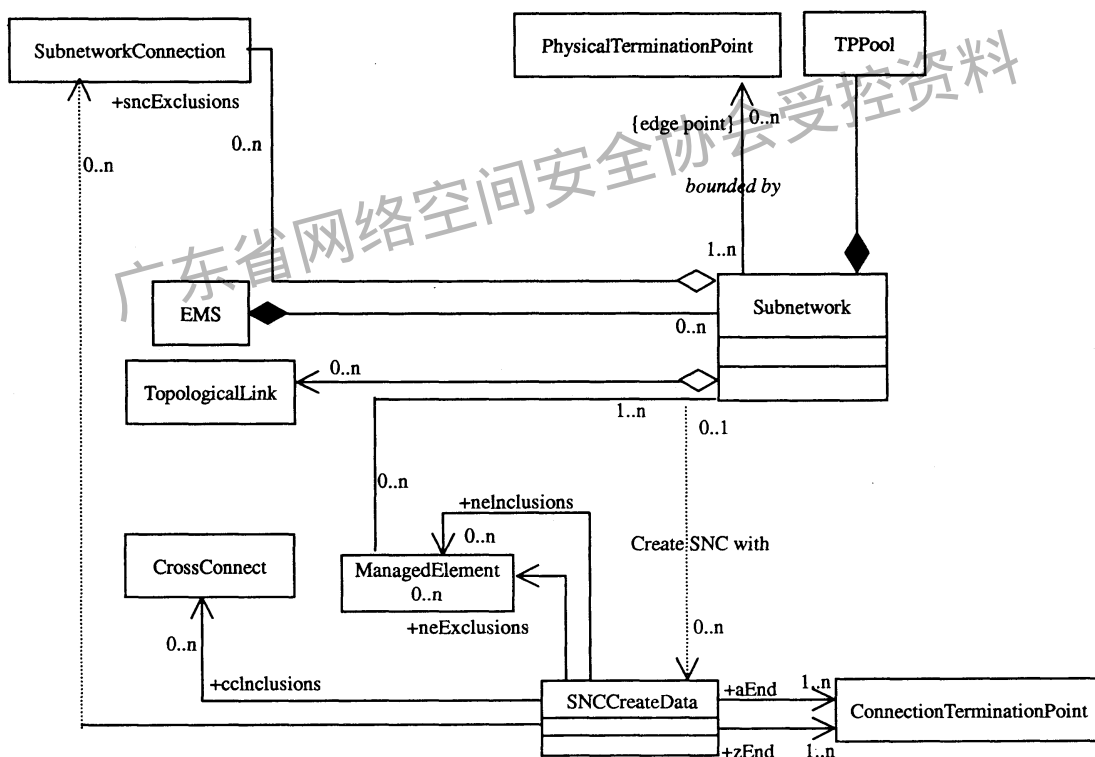 SubnetworkConnection
PhysicalTerminationPoint
TPPool
+sncExclusions
0..n
0..n
{edge point}
0..n
bounded by
1..n
广东省网络空间安全协会受控资料
EMS
Subnetwork
0..n
TopologicalLink
0..n
1..n
0..1
0..n
+neInclusions
0..n
Create SNC with
CrossConnect
ManagedElement
0..n
+neExclusions
0..n
0..n
+ccInclusions
SNCCreateData
+aEnd
1..n
ConnectionTerminationPoint
+zEnd
1..n